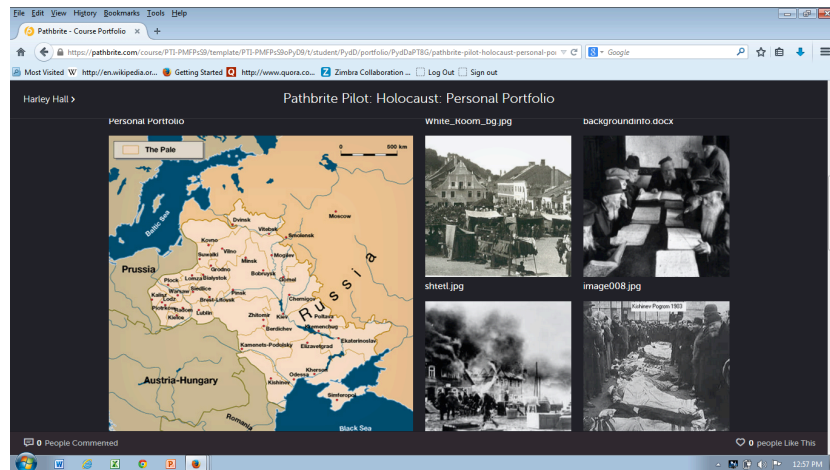 File Edit View History Bookmarks Tools Help
Pathbrite - Course Portfolio
https://pathbrite.com/course/PTI-PMFPsS9/template/PTI-PMFPsS9oPyD9/t/student/PydD/portfolio/PydDaPT8G/pathbrite-pilot-holocaust-personal-por
Google
Most Visited W http://en.wikipedia.or... Getting Started Q http://www.quora.co... Z Zimbra Collaboration ... Log Out Sign out
Harley Hall >
Pathbrite Pilot: Holocaust: Personal Portfolio
Personal Portfolio
White_Room_bg.jpg
backgroundinfo.docx
The Pale
0 500 km
Baltic Sea
Moscow
Dvinsk
Vitebsk
Smolensk
Kovno
Vilno
Suwalki
Minsk
Mogilev
Prussia
Grodno
Lomza Bialystok
Bobruysk
Gomel
Russia
Plock
Warsaw
Siedlce
Pinsk
Kalisz
Lodz
Brest-Litovsk
Chernigov
Piotrkow
Radom
Lublin
Kielce
Zhitomir
Kiev
Poltava
Berdichev
Kremenchug
Kamenets-Podolsky
Elizavetgrad
Ekaterinoslav
Austria-Hungary
Kishinev
Kherson
Odessa
Simferopol
Romania
Black Sea
shtetl.jpg
image008.jpg
Kishinev Pogrom 1903
0 People Commented
0 people Like This
12:57 PM